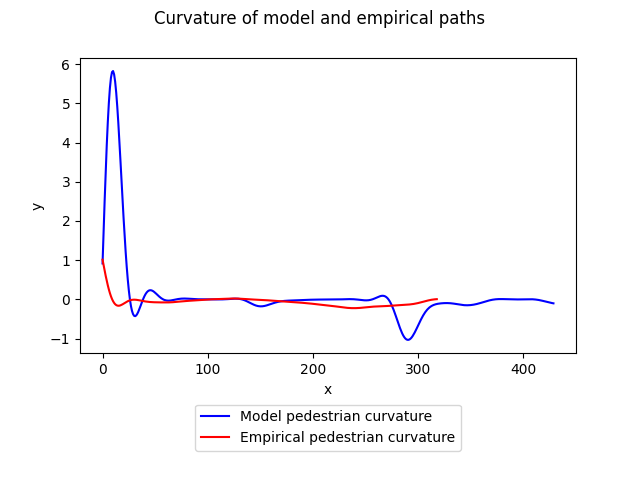 Curvature of model and empirical paths
6
5
4
3
2
1
0
−1
y
0 100 200 300 400
x
Model pedestrian curvature
Empirical pedestrian curvature